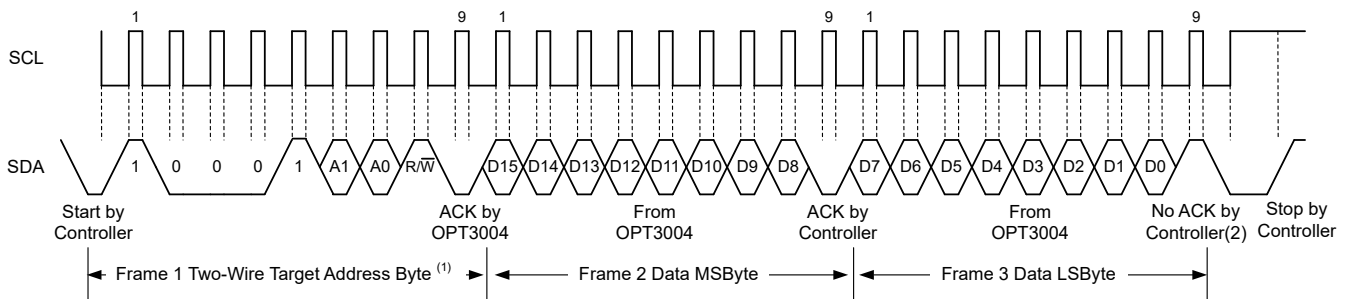 1 9 1 9 1 9
SCL
SDA
1 0 0 0 1 A1 A0 R/W̅ D15 D14 D13 D12 D11 D10 D9 D8 D7 D6 D5 D4 D3 D2 D1 D0
Start by
Controller
ACK by
OPT3004
From
OPT3004
ACK by
Controller
From
OPT3004
No ACK by
Controller(2)
Stop by
Controller
Frame 1 Two-Wire Target Address Byte (1)
Frame 2 Data MSByte
Frame 3 Data LSByte